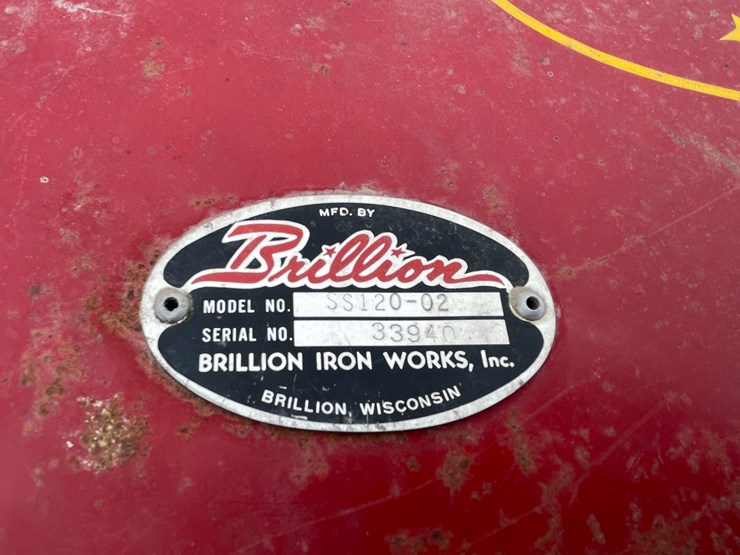 MFD. BY
Brillion
MODEL NO. SS120-02
SERIAL NO. 33940
BRILLION IRON WORKS, Inc.
BRILLION, WISCONSIN